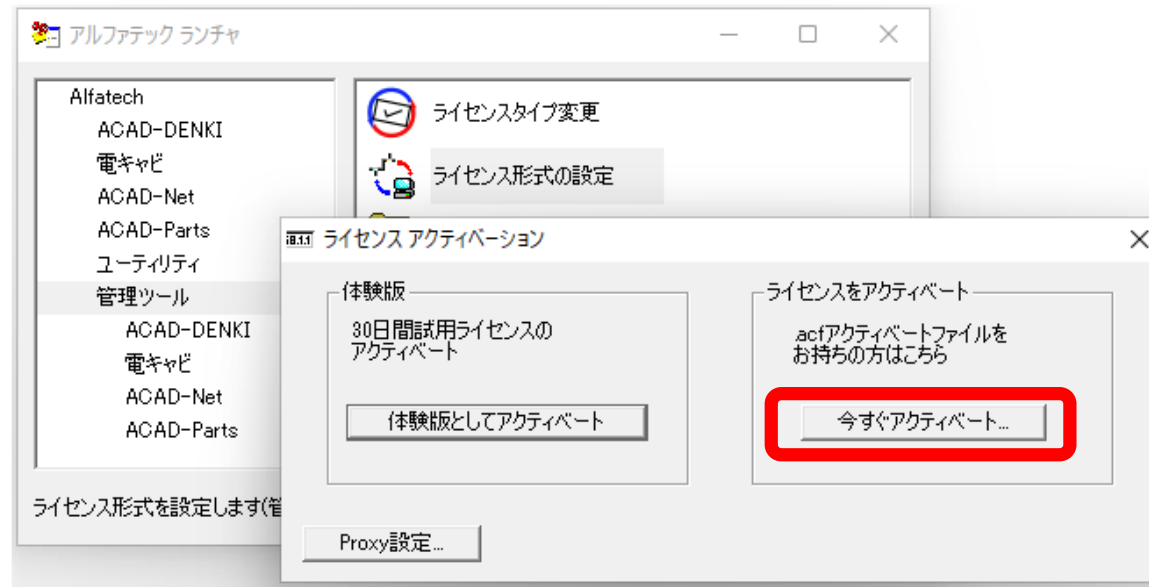 アルファテック ランチャ
Alfatech
ACAD-DENKI
電キャビ
ACAD-Net
ACAD-Parts
ユーティリティ
管理ツール
ACAD-DENKI
電キャビ
ACAD-Net
ACAD-Parts
ライセンスタイプ変更
ライセンス形式の設定
ライセンス形式を設定します(管
ライセンス アクティベーション
体験版
30日間試用ライセンスの
アクティベート
体験版としてアクティベート
ライセンスをアクティベート
.acfアクティベートファイルを
お持ちの方はこちら
今すぐアクティベート...
Proxy設定...